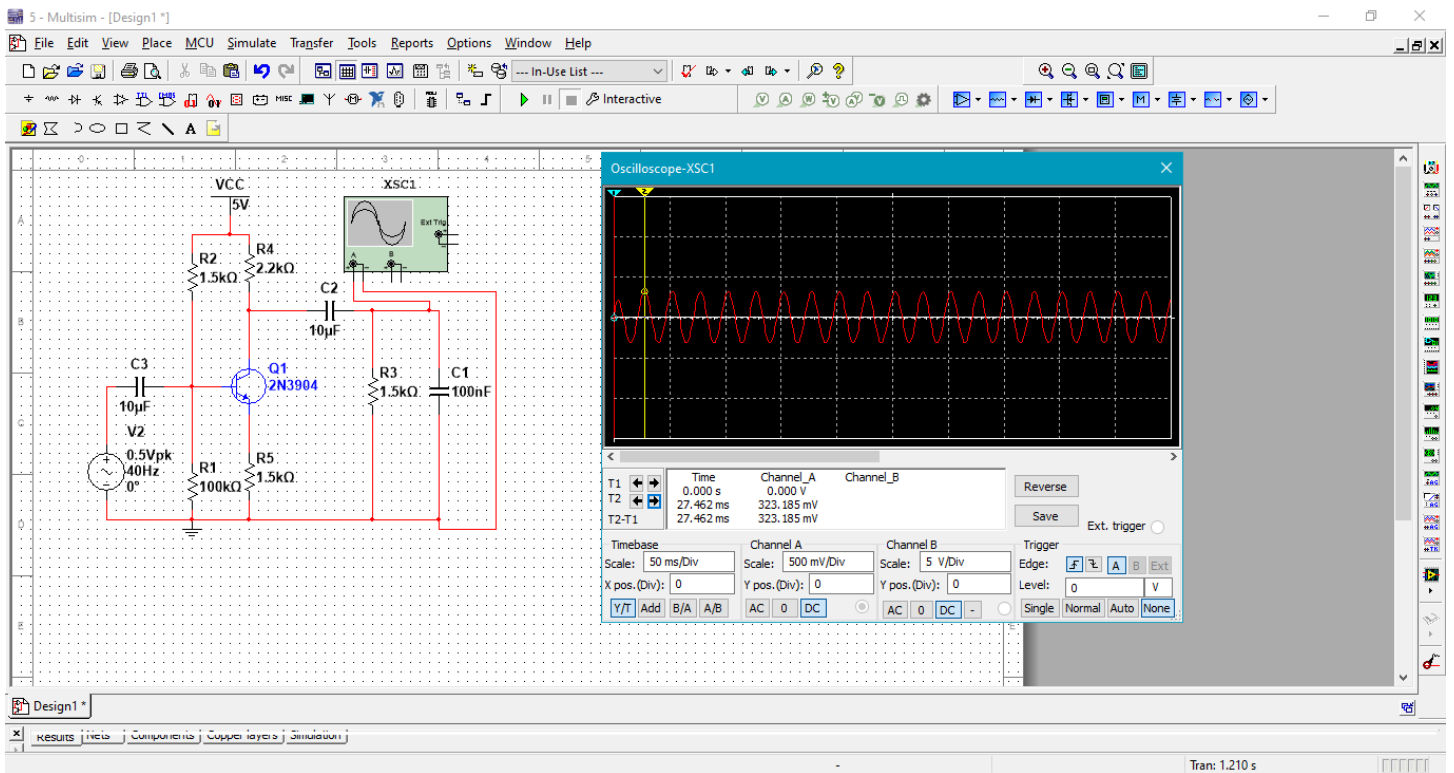 5 - Multisim - [Design1 *]
File Edit View Place MCU Simulate Transfer Tools Reports Options Window Help
--- In-Use List ---
Interactive
0 1 2 3 4 5
VCC
5V
XSC1
Ext Trig
A B
R2
1.5kΩ
R4
2.2kΩ
C2
10µF
C3
10µF
Q1
2N3904
R3
1.5kΩ
C1
100nF
V2
0.5Vpk
40Hz
0°
R1
100kΩ
R5
1.5kΩ
Oscilloscope-XSC1
Time Channel_A Channel_B
T1 0.000 s 0.000 V
T2 27.462 ms 323.185 mV
T2-T1 27.462 ms 323.185 mV
Reverse
Save
Ext. trigger
Timebase Channel A Channel B Trigger
Scale: 50 ms/Div Scale: 500 mV/Div Scale: 5 V/Div Edge: A B Ext
X pos.(Div): 0 Y pos.(Div): 0 Y pos.(Div): 0 Level: 0 V
Y/T Add B/A A/B AC 0 DC AC 0 DC - Single Normal Auto None
Design1 *
Results Nets Components Copper layers Simulation
- Tran: 1.210 s